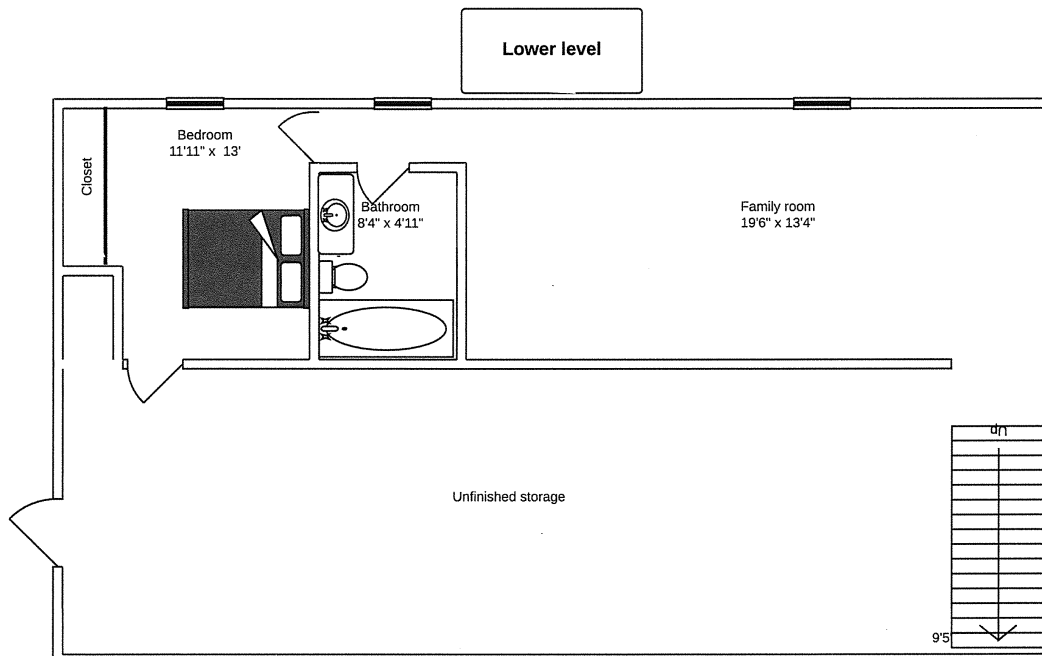 Lower level
Bedroom
11'11" x 13'
Closet
Bathroom
8'4" x 4'11"
Family room
19'6" x 13'4"
Up
Unfinished storage
9'5